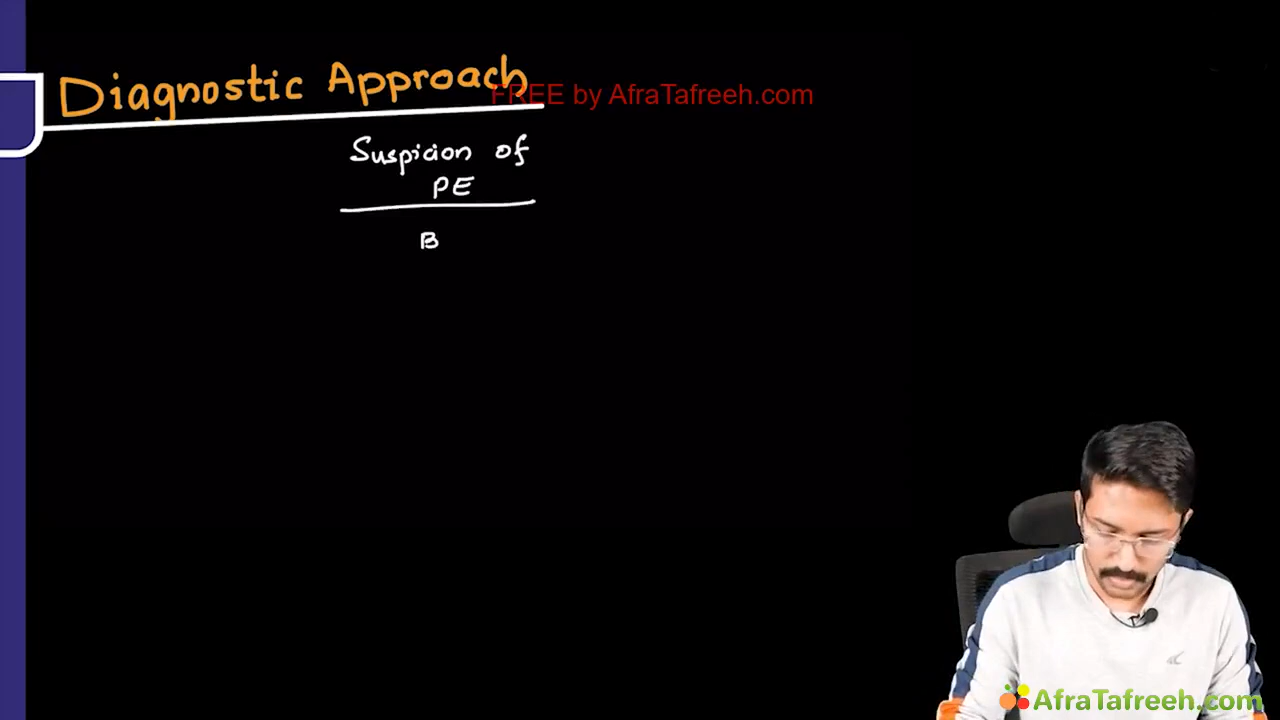 Diagnostic Approach
FREE by AfraTafreeh.com
Suspicion of
PE
B
AfraTafreeh.com